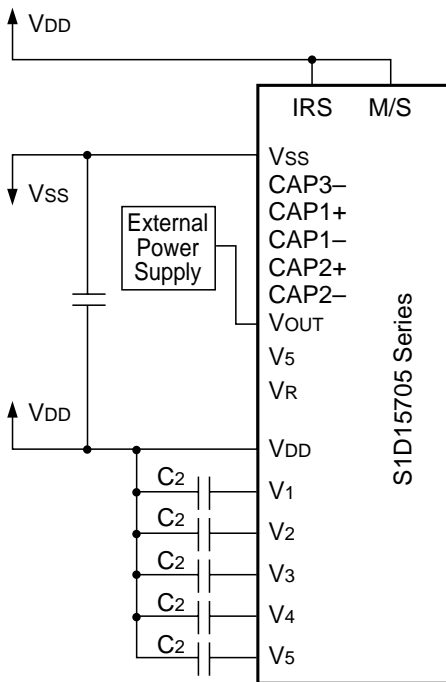 VDD
IRS M/S
VSS
VSS
CAP3–
CAP1+
CAP1–
CAP2+
CAP2–
VOUT
V5
VR
External
Power
Supply
S1D15705 Series
VDD
VDD
C2
V1
C2
V2
C2
V3
C2
V4
C2
V5